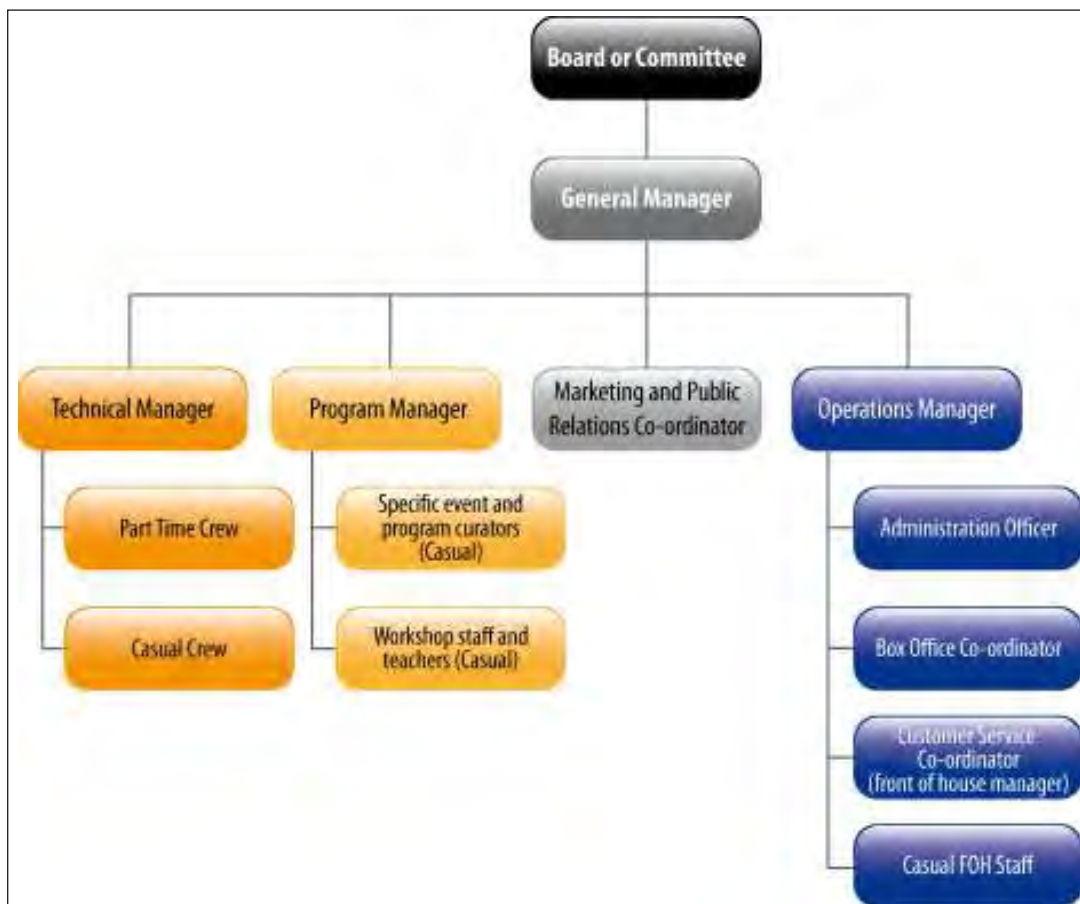 Board or Committee
General Manager
Technical Manager
Program Manager
Marketing and Public
Relations Co-ordinator
Operations Manager
Part Time Crew
Specific event and
program curators
(Casual)
Administration Officer
Casual Crew
Workshop staff and
teachers (Casual)
Box Office Co-ordinator
Customer Service
Co-ordinator
(front of house manager)
Casual FOH Staff